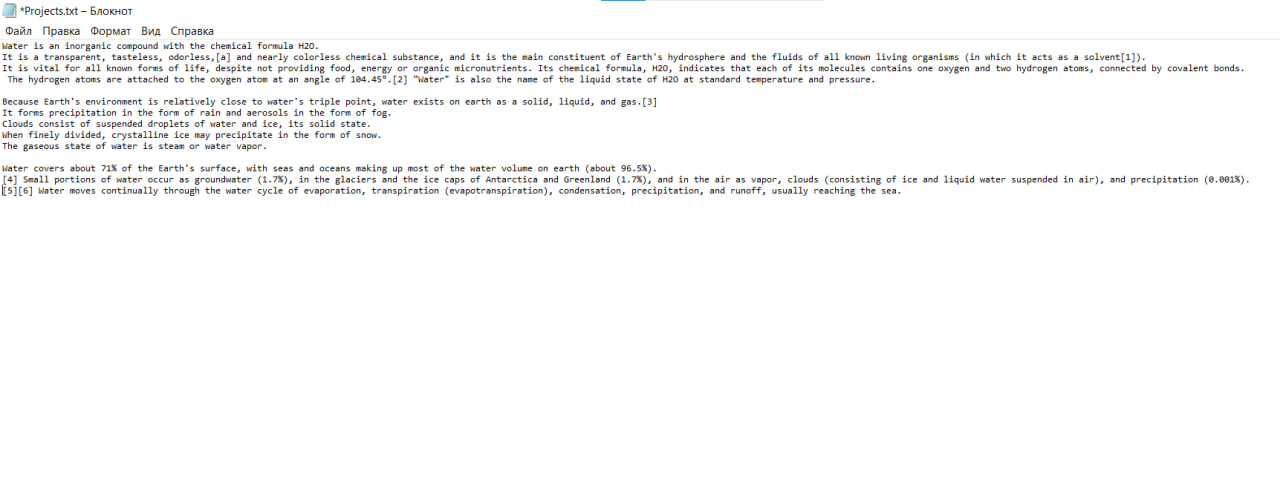 *Projects.txt – Блокнот
Файл Правка Формат Вид Справка
Water is an inorganic compound with the chemical formula H2O.
It is a transparent, tasteless, odorless,[a] and nearly colorless chemical substance, and it is the main constituent of Earth's hydrosphere and the fluids of all known living organisms (in which it acts as a solvent[1]).
It is vital for all known forms of life, despite not providing food, energy or organic micronutrients. Its chemical formula, H2O, indicates that each of its molecules contains one oxygen and two hydrogen atoms, connected by covalent bonds.
The hydrogen atoms are attached to the oxygen atom at an angle of 104.45°.[2] "Water" is also the name of the liquid state of H2O at standard temperature and pressure.
Because Earth's environment is relatively close to water's triple point, water exists on earth as a solid, liquid, and gas.[3]
It forms precipitation in the form of rain and aerosols in the form of fog.
Clouds consist of suspended droplets of water and ice, its solid state.
When finely divided, crystalline ice may precipitate in the form of snow.
The gaseous state of water is steam or water vapor.
Water covers about 71% of the Earth's surface, with seas and oceans making up most of the water volume on earth (about 96.5%).
[4] Small portions of water occur as groundwater (1.7%), in the glaciers and the ice caps of Antarctica and Greenland (1.7%), and in the air as vapor, clouds (consisting of ice and liquid water suspended in air), and precipitation (0.001%).
[5][6] Water moves continually through the water cycle of evaporation, transpiration (evapotranspiration), condensation, precipitation, and runoff, usually reaching the sea.